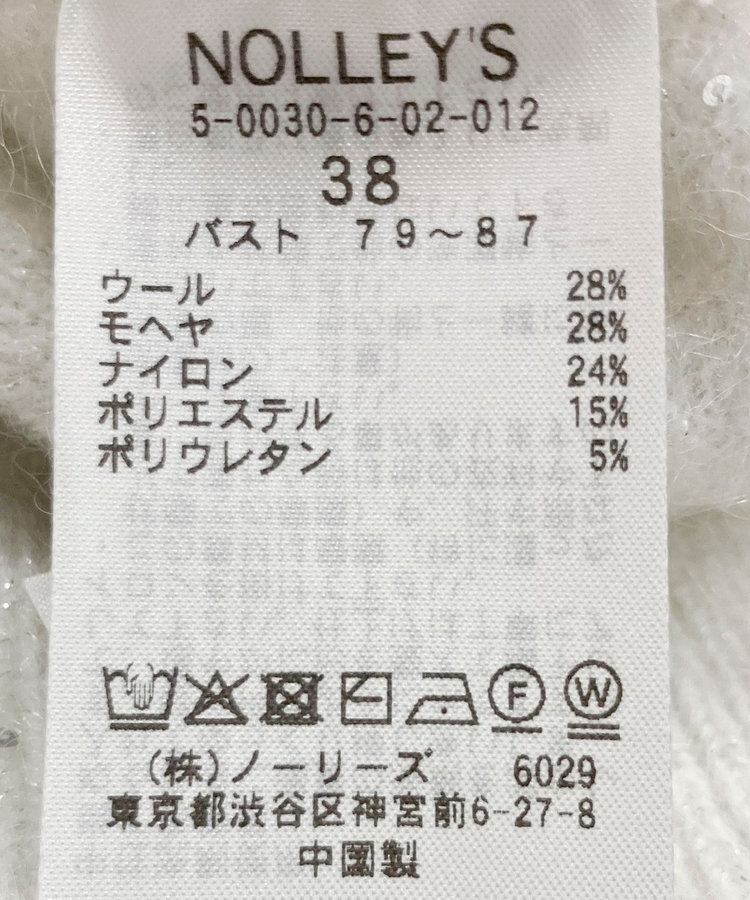 NOLLEY'S
5-0030-6-02-012
38
バスト 79〜87
ウール 28%
モヘヤ 28%
ナイロン 24%
ポリエステル 15%
ポリウレタン 5%
F W
(株)ノーリーズ 6029
東京都渋谷区神宮前6-27-8
中国製